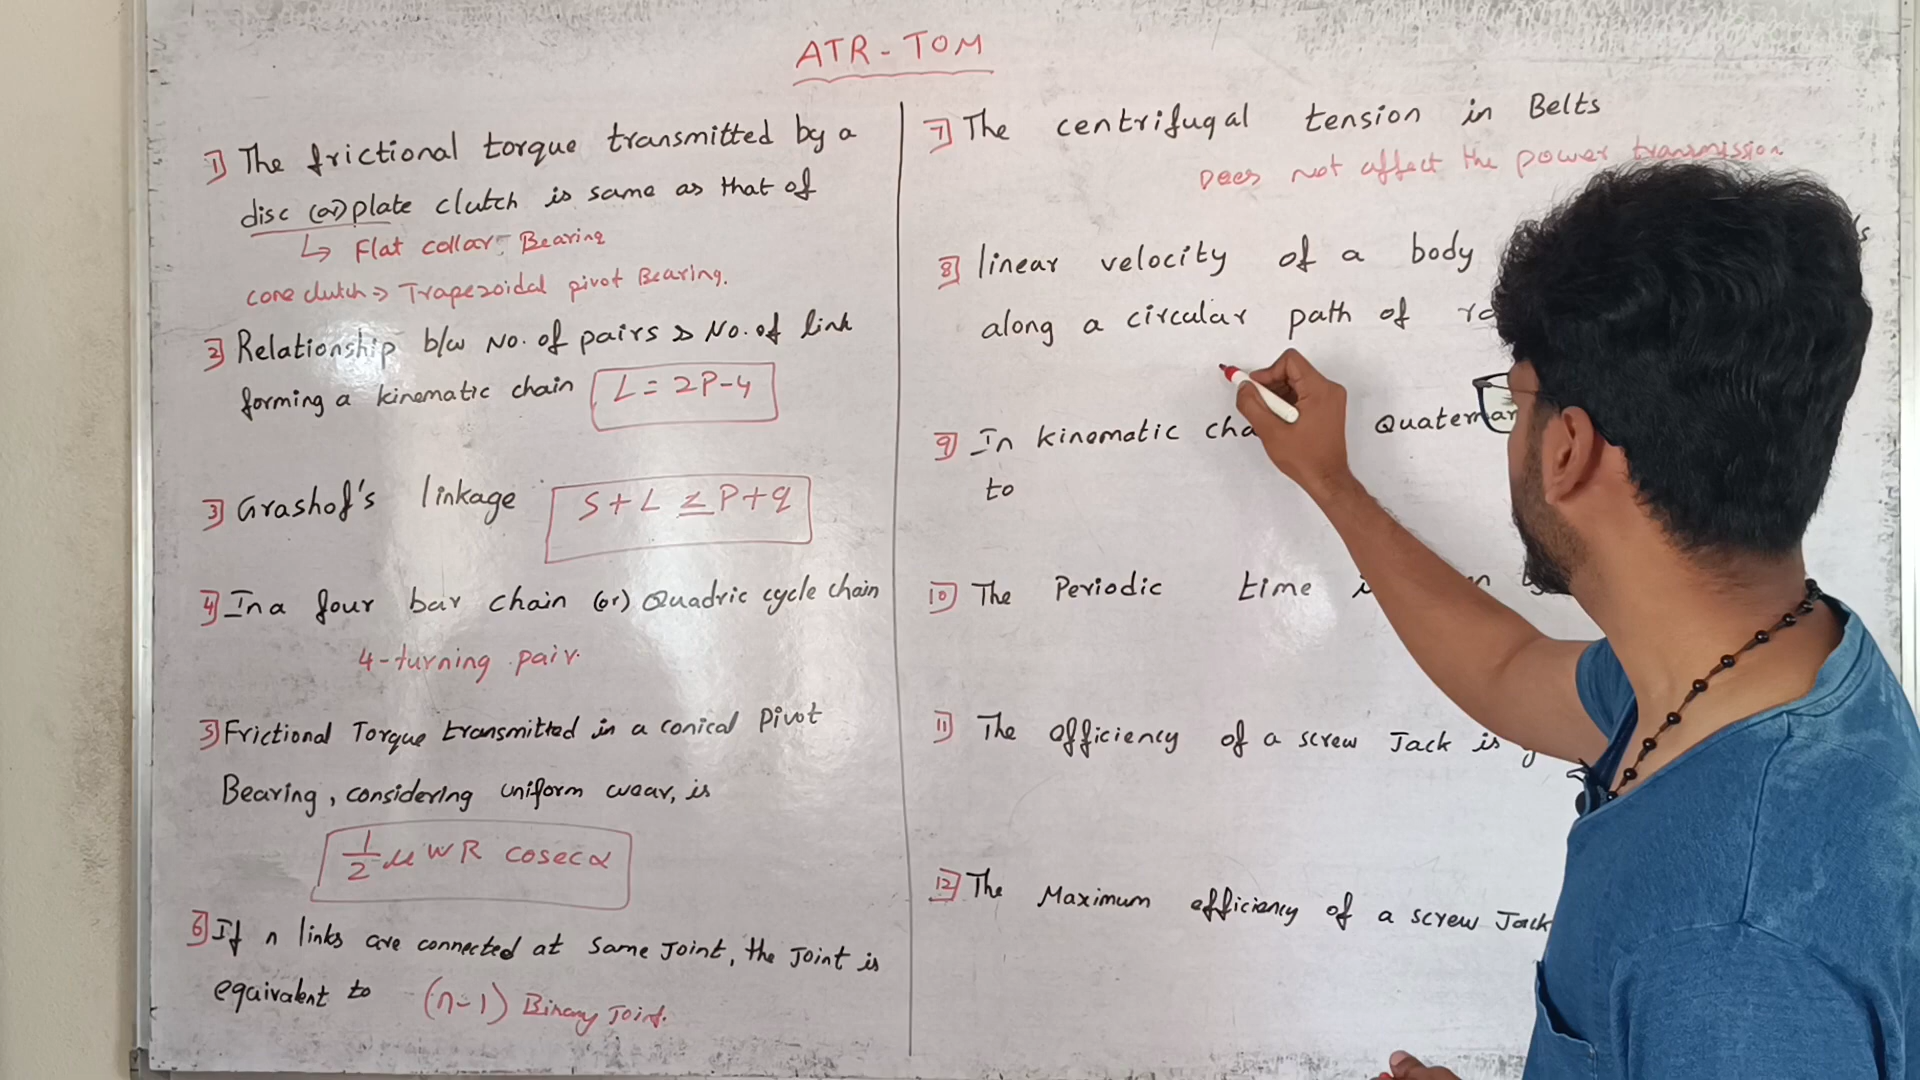 ATR - TOM
1] The frictional torque transmitted by a
disc (or) plate clutch is same as that of
↳ Flat collar Bearing
cone clutch => Trapezoidal pivot Bearing.
2] Relationship b/w No. of pairs & No. of link
forming a kinematic chain L = 2P-4
3] Grashof's linkage S + L ≤ P + q
4] In a four bar chain (or) Quadric cycle chain
4-turning pair.
5] Frictional Torque transmitted in a conical Pivot
Bearing, considering uniform wear, is
1/2 μ W R cosec α
6] If n links are connected at same Joint, the Joint is
equivalent to (n-1) Binary Joint.
7] The centrifugal tension in Belts
Does not affect the power transmission
8] linear velocity of a body
along a circular path of
9] In kinematic
to
10] The Periodic time
11] The efficiency of a screw Jack is
12] The Maximum efficiency of a screw Jack